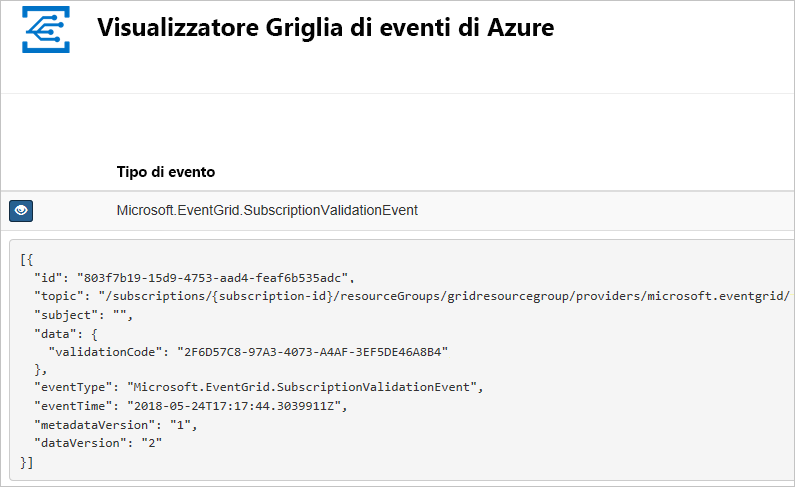 Visualizzatore Griglia di eventi di Azure
Tipo di evento
Microsoft.EventGrid.SubscriptionValidationEvent
[{
"id": "803f7b19-15d9-4753-aad4-feaf6b535adc",
"topic": "/subscriptions/{subscription-id}/resourceGroups/gridresourcegroup/providers/microsoft.eventgrid/
"subject": "",
"data": {
"validationCode": "2F6D57C8-97A3-4073-A4AF-3EF5DE46A8B4"
},
"eventType": "Microsoft.EventGrid.SubscriptionValidationEvent",
"eventTime": "2018-05-24T17:17:44.3039911Z",
"metadataVersion": "1",
"dataVersion": "2"
}]